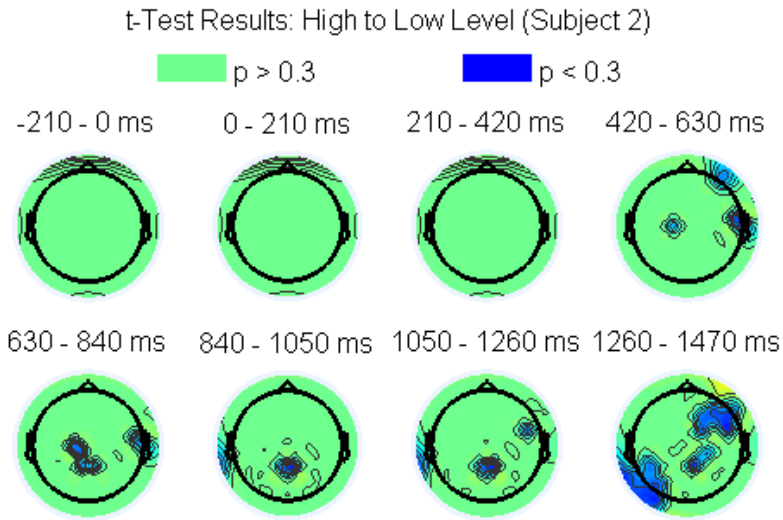 t-Test Results: High to Low Level (Subject 2)
p > 0.3 p < 0.3
-210 - 0 ms 0 - 210 ms 210 - 420 ms 420 - 630 ms
630 - 840 ms 840 - 1050 ms 1050 - 1260 ms 1260 - 1470 ms